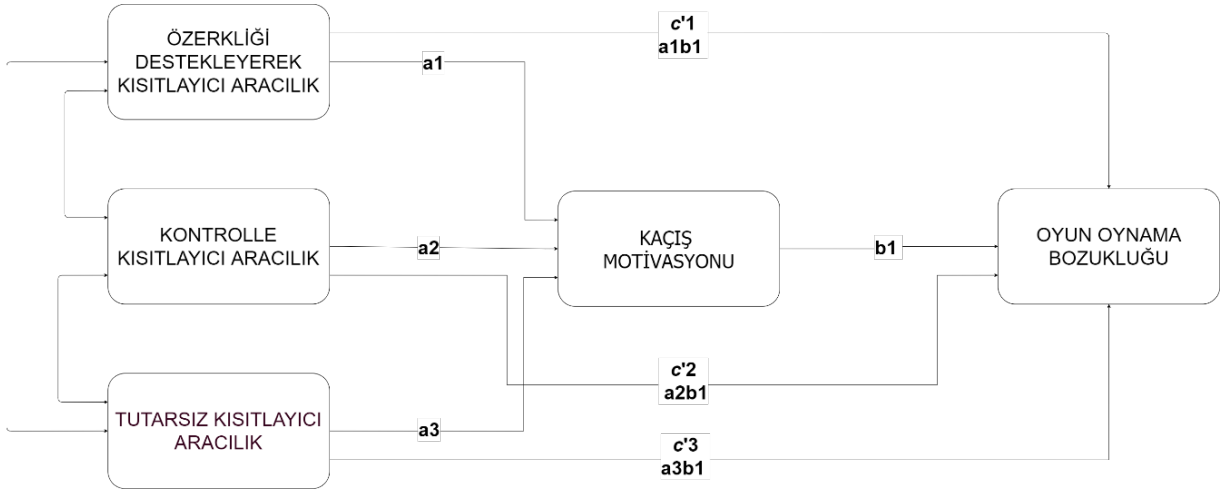 ÖZERKLİĞİ
DESTEKLEYEREK
KISITLAYICI ARACILIK
a1
c'1
a1b1
KONTROLLE
KISITLAYICI ARACILIK
a2
KAÇIŞ
MOTİVASYONU
b1
OYUN OYNAMA
BOZUKLUĞU
c'2
a2b1
TUTARSIZ KISITLAYICI
ARACILIK
a3
c'3
a3b1